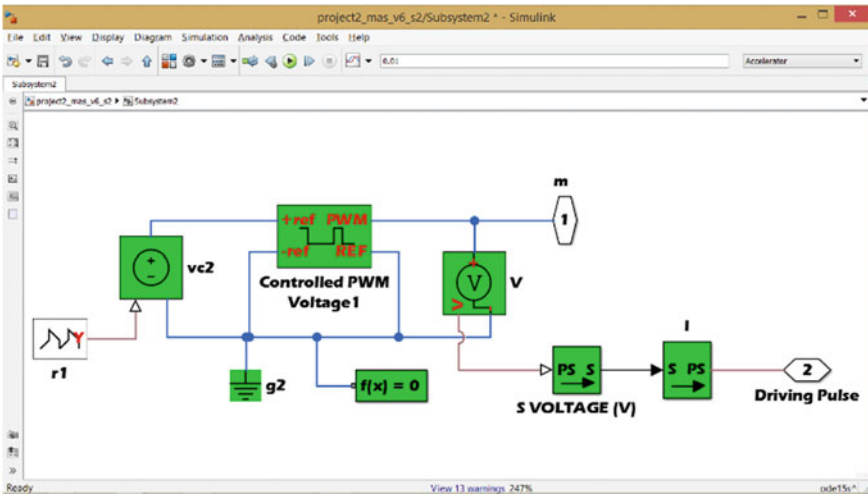 project2_mas_v6_s2/Subsystem2 * - Simulink
File Edit View Display Diagram Simulation Analysis Code Tools Help
0.01
Accelerator
Subsystem2
project2_mas_v6_s2 Subsystem2
m
1
+ref PWM
-ref REF
Controlled PWM
Voltage1
vc2
V
V
r1
g2
f(x) = 0
PS S
S VOLTAGE (V)
I
S PS
2
Driving Pulse
Ready
View 13 warnings 247%
ode15s